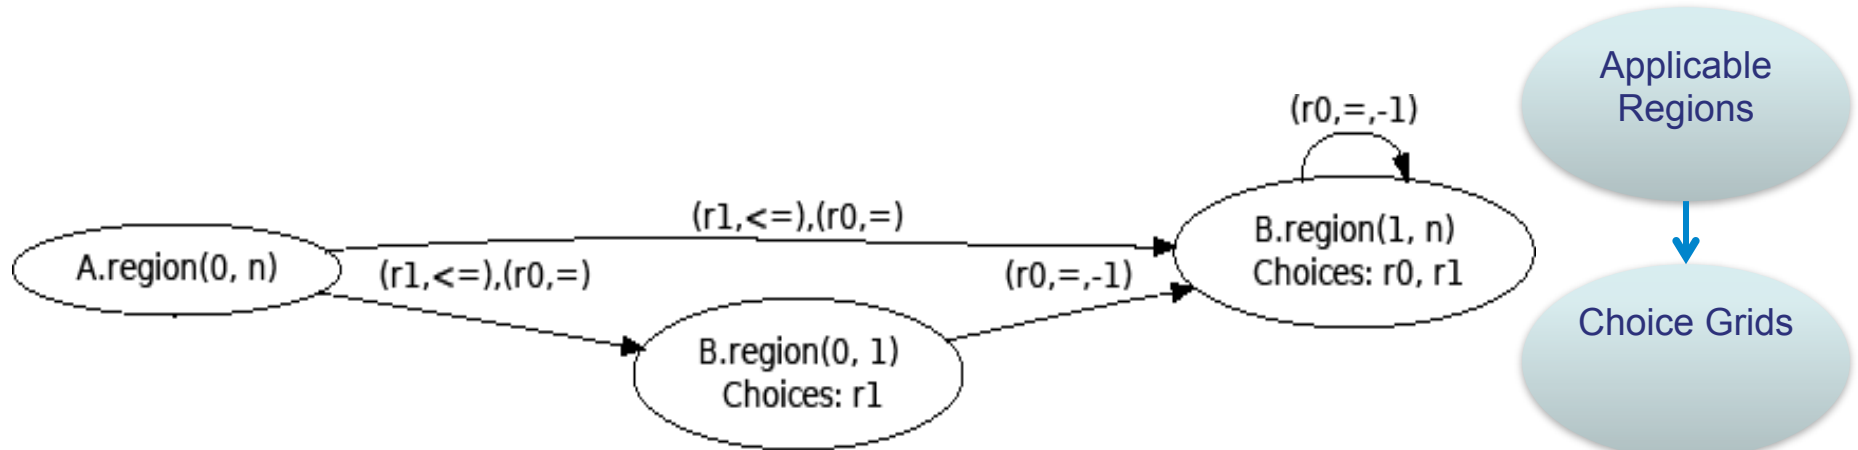 Applicable
Regions
(r0,=,-1)
(r1,<=),(r0,=)
B.region(1, n)
Choices: r0, r1
A.region(0, n)
(r1,<=),(r0,=)
(r0,=,-1)
Choice Grids
B.region(0, 1)
Choices: r1